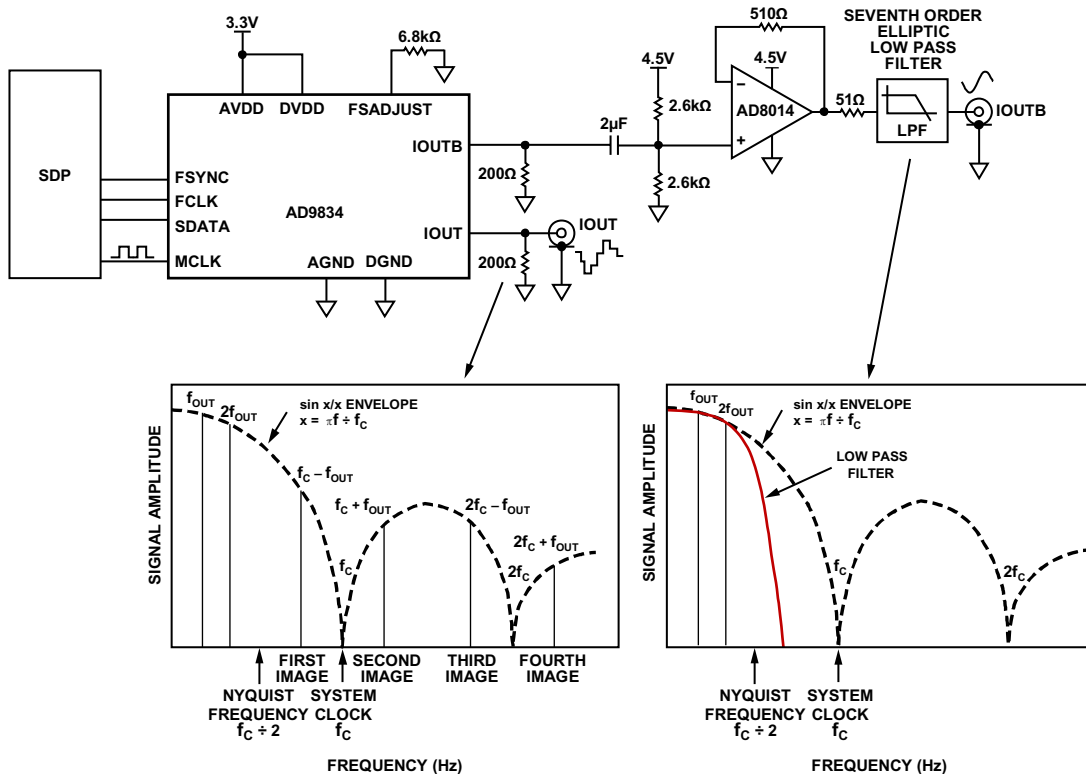 3.3V
6.8kΩ
AVDD
DVDD
FSADJUST
SDP
FSYNC
FCLK
SDATA
MCLK
AD9834
AGND
DGND
IOUTB
IOUT
200Ω
200Ω
IOUT
2µF
4.5V
2.6kΩ
2.6kΩ
510Ω
4.5V
–
+
AD8014
51Ω
SEVENTH ORDER
ELLIPTIC
LOW PASS
FILTER
LPF
IOUTB
SIGNAL AMPLITUDE
fOUT
2fOUT
sin x/x ENVELOPE
x = πf ÷ fC
fC – fOUT
fC + fOUT
2fC – fOUT
2fC + fOUT
fC
2fC
FIRST
IMAGE
SECOND
IMAGE
THIRD
IMAGE
FOURTH
IMAGE
NYQUIST
FREQUENCY
fC ÷ 2
SYSTEM
CLOCK
fC
FREQUENCY (Hz)
SIGNAL AMPLITUDE
fOUT
2fOUT
sin x/x ENVELOPE
x = πf ÷ fC
LOW PASS
FILTER
fC
2fC
NYQUIST
FREQUENCY
fC ÷ 2
SYSTEM
CLOCK
fC
FREQUENCY (Hz)